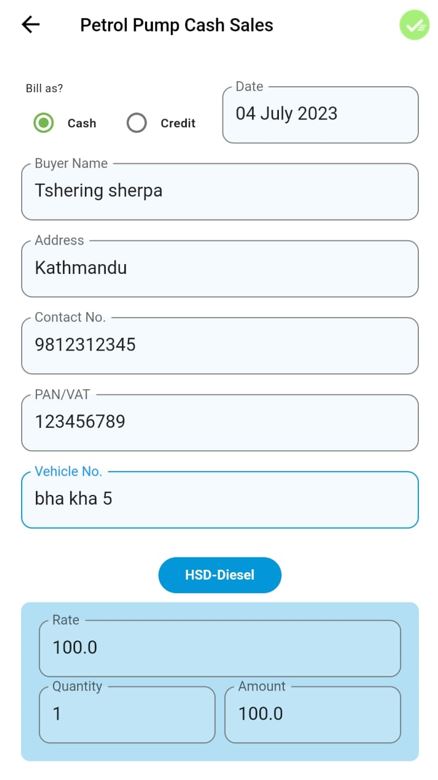 Petrol Pump Cash Sales
Bill as?
Cash
Credit
Date
04 July 2023
Buyer Name
Tshering sherpa
Address
Kathmandu
Contact No.
9812312345
PAN/VAT
123456789
Vehicle No.
bha kha 5
HSD-Diesel
Rate
100.0
Quantity
1
Amount
100.0